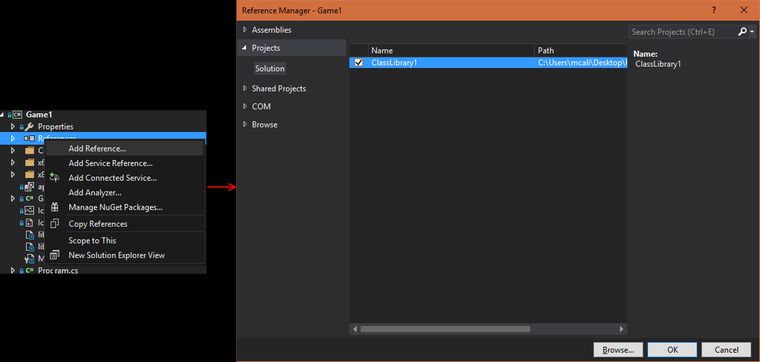 Game1
Properties
References
Add Reference...
Add Service Reference...
Add Connected Service...
Add Analyzer...
Manage NuGet Packages...
Copy References
Scope to This
New Solution Explorer View
Program.cs
Reference Manager - Game1
Assemblies
Projects
Solution
Shared Projects
COM
Browse
Name Path
ClassLibrary1 C:\Users\mcali\Desktop\
Search Projects (Ctrl+E)
Name:
ClassLibrary1
Browse... OK Cancel